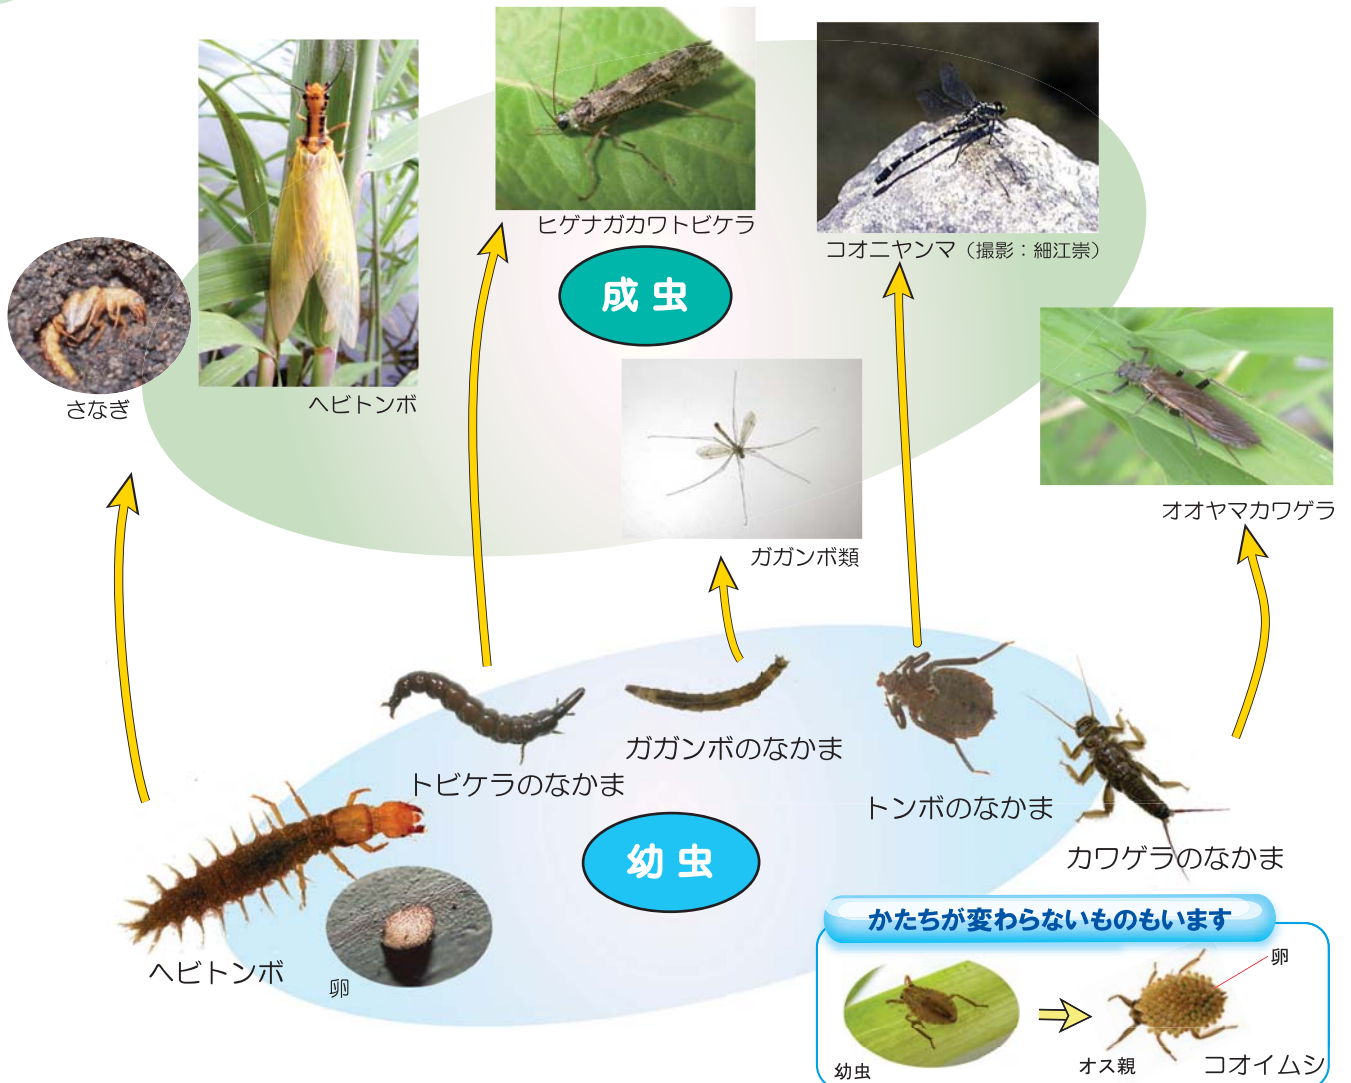 ヒゲナガカワトビケラ
コオニヤンマ（撮影：細江崇）
成虫
さなぎ
ヘビトンボ
オオヤマカワゲラ
ガガンボ類
ガガンボのなかま
トビケラのなかま
トンボのなかま
幼虫
カワゲラのなかま
ヘビトンボ
卵
かたちが変わらないものもいます
卵
オス親
コオイムシ
幼虫